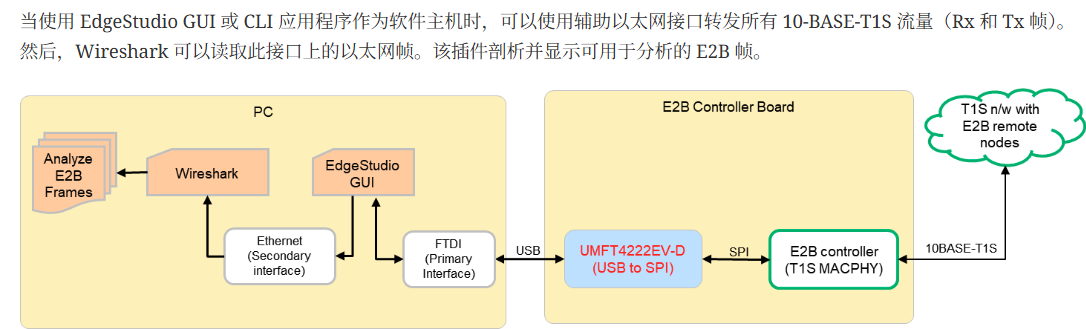 当使用 EdgeStudio GUI 或 CLI 应用程序作为软件主机时，可以使用辅助以太网接口转发所有 10-BASE-T1S 流量（Rx 和 Tx 帧）。
然后，Wireshark 可以读取此接口上的以太网帧。该插件剖析并显示可用于分析的 E2B 帧。
PC
E2B Controller Board
Analyze
E2B
Frames
Wireshark
EdgeStudio
GUI
Ethernet
(Secondary
interface)
FTDI
(Primary
Interface)
USB
UMFT4222EV-D
(USB to SPI)
SPI
E2B controller
(T1S MACPHY)
10BASE-T1S
T1S n/w with
E2B remote
nodes